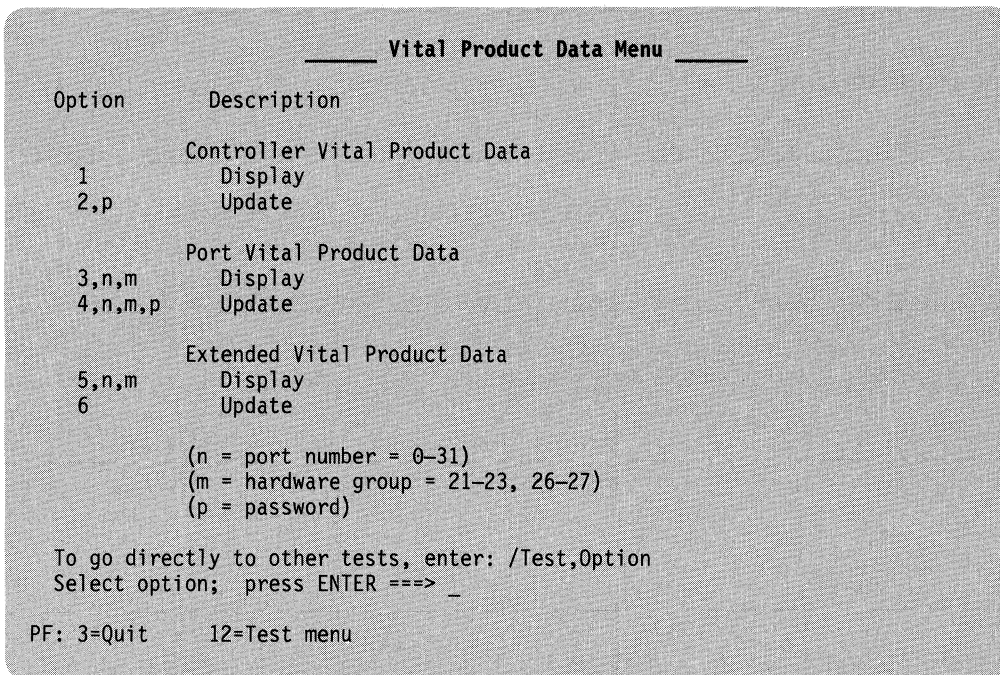 ______ Vital Product Data Menu ______
Option Description
Controller Vital Product Data
1 Display
2,p Update
Port Vital Product Data
3,n,m Display
4,n,m,p Update
Extended Vital Product Data
5,n,m Display
6 Update
(n = port number = 0–31)
(m = hardware group = 21–23, 26–27)
(p = password)
To go directly to other tests, enter: /Test,Option
Select option; press ENTER ===> _
PF: 3=Quit 12=Test menu